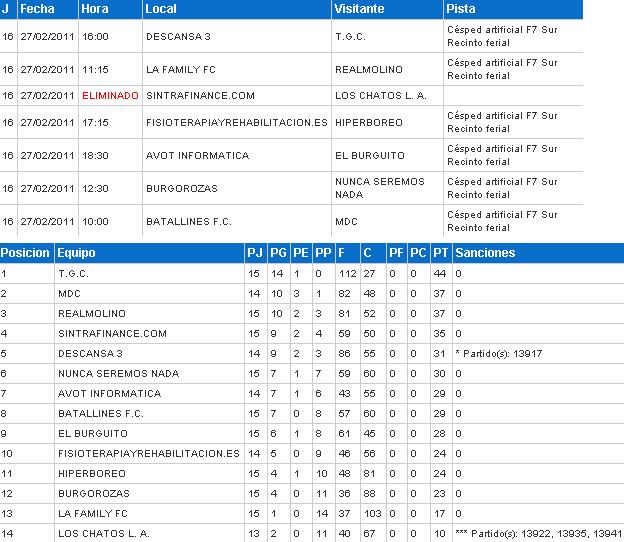 J Fecha Hora Local Visitante Pista
16 27/02/2011 16:00 DESCANSA 3 T.G.C. Césped artificial F7 Sur
Recinto ferial
16 27/02/2011 11:15 LA FAMILY FC REALMOLINO Césped artificial F7 Sur
Recinto ferial
16 27/02/2011 ELIMINADO SINTRAFINANCE.COM LOS CHATOS L. A.
16 27/02/2011 17:15 FISIOTERAPIAYREHABILITACION.ES HIPERBOREO Césped artificial F7 Sur
Recinto ferial
16 27/02/2011 18:30 AVOT INFORMATICA EL BURGUITO Césped artificial F7 Sur
Recinto ferial
16 27/02/2011 12:30 BURGOROZAS NUNCA SEREMOS NADA Césped artificial F7 Sur
Recinto ferial
16 27/02/2011 10:00 BATALLINES F.C. MDC Césped artificial F7 Sur
Recinto ferial
Posicion Equipo PJ PG PE PP F C PF PC PT Sanciones
1 T.G.C. 15 14 1 0 112 27 0 0 44 0
2 MDC 14 10 3 1 82 48 0 0 37 0
3 REALMOLINO 15 10 2 3 81 52 0 0 37 0
4 SINTRAFINANCE.COM 15 9 2 4 59 50 0 0 35 0
5 DESCANSA 3 14 9 2 3 86 55 0 0 31 * Partido(s): 13917
6 NUNCA SEREMOS NADA 15 7 1 7 59 60 0 0 30 0
7 AVOT INFORMATICA 14 7 1 6 43 55 0 0 29 0
8 BATALLINES F.C. 15 7 0 8 57 60 0 0 29 0
9 EL BURGUITO 15 6 1 8 61 45 0 0 28 0
10 FISIOTERAPIAYREHABILITACION.ES 14 5 0 9 46 56 0 0 24 0
11 HIPERBOREO 15 4 1 10 48 81 0 0 24 0
12 BURGOROZAS 15 4 0 11 36 88 0 0 23 0
13 LA FAMILY FC 15 1 0 14 37 103 0 0 17 0
14 LOS CHATOS L. A. 13 2 0 11 40 67 0 0 10 *** Partido(s): 13922, 13935, 13941